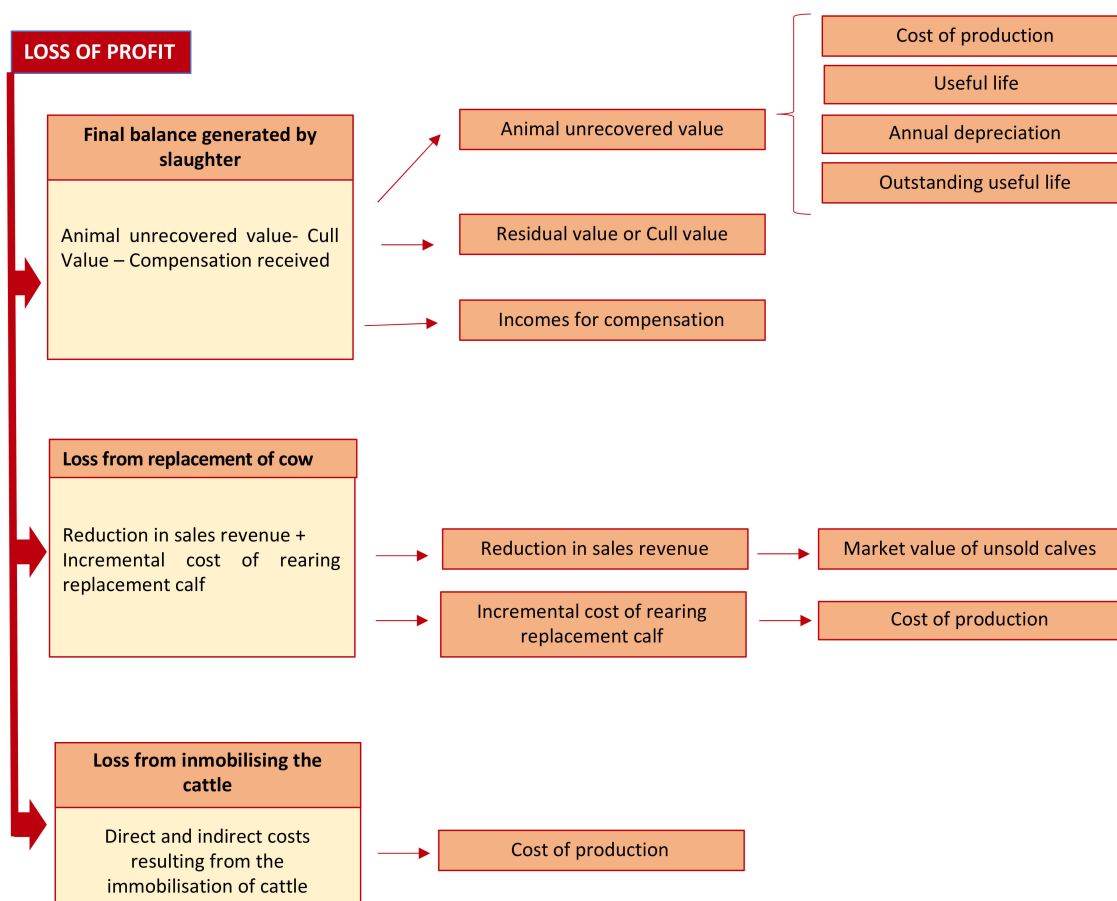 LOSS OF PROFIT
Final balance generated by
slaughter
Animal unrecovered value- Cull
Value – Compensation received
Animal unrecovered value
Residual value or Cull value
Incomes for compensation
Cost of production
Useful life
Annual depreciation
Outstanding useful life
Loss from replacement of cow
Reduction in sales revenue +
Incremental cost of rearing
replacement calf
Reduction in sales revenue
Market value of unsold calves
Incremental cost of rearing
replacement calf
Cost of production
Loss from inmobilising the
cattle
Direct and indirect costs
resulting from the
immobilisation of cattle
Cost of production